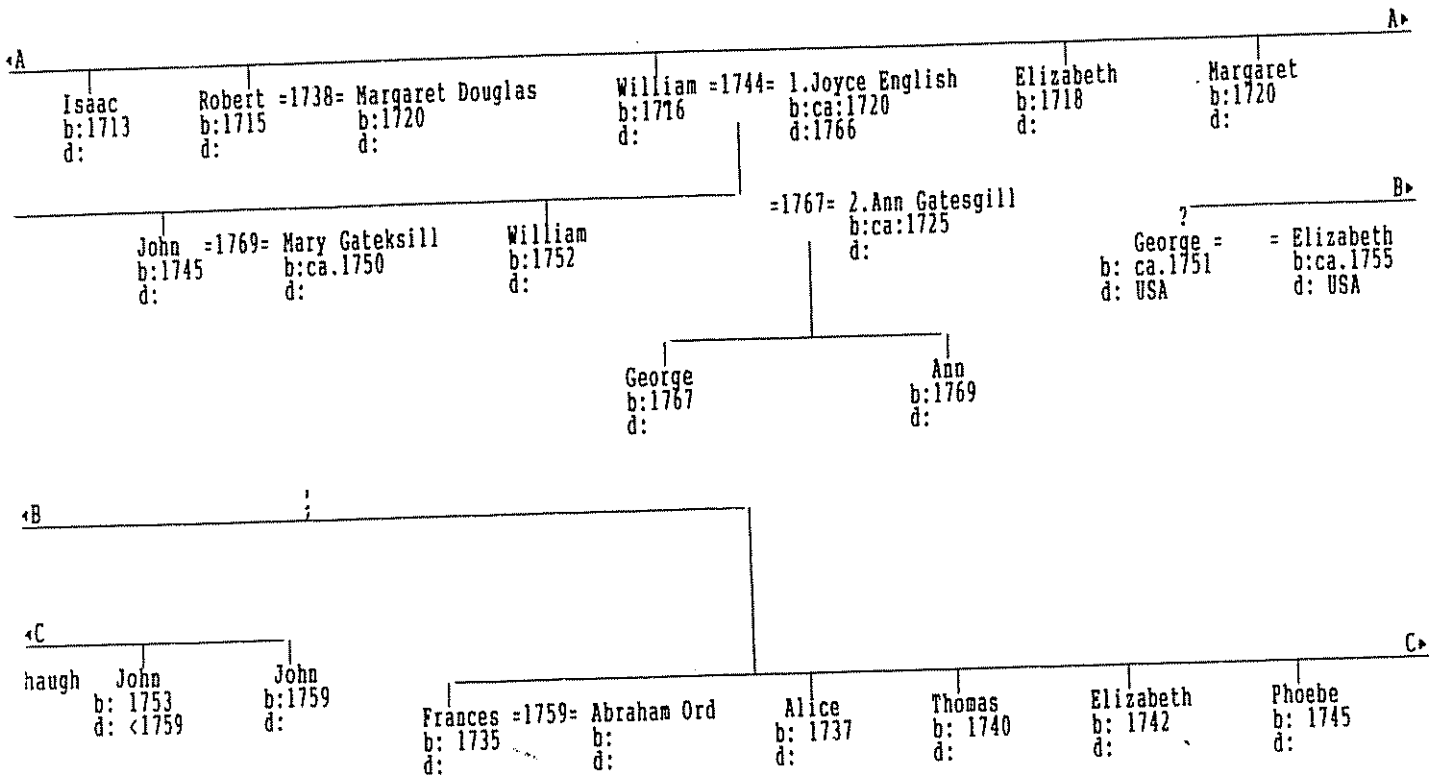 ◂A A▸
Isaac Robert =1738= Margaret Douglas William =1744= 1.Joyce English Elizabeth Margaret
b:1713 b:1715 b:1720 b:1716 b:ca:1720 b:1718 b:1720
d: d: d: d: d:1766 d: d:
=1767= 2.Ann Gatesgill B▸
b:ca:1725 ?
John =1769= Mary Gateksill William d: George = = Elizabeth
b:1745 b:ca.1750 b:1752 b: ca.1751 b:ca.1755
d: d: d: d: USA d: USA
George Ann
b:1767 b:1769
d: d:
◂B
◂C C▸
haugh John John
b: 1753 b:1759
d: <1759 d:
Frances =1759= Abraham Ord Alice Thomas Elizabeth Phoebe
b: 1735 b: b: 1737 b: 1740 b: 1742 b: 1745
d: d: d: d: d: d: